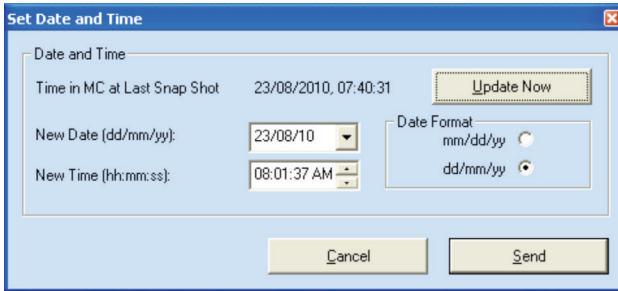 Set Date and Time
Date and Time
Time in MC at Last Snap Shot 23/08/2010, 07:40:31 Update Now
New Date (dd/mm/yy): 23/08/10
Date Format
mm/dd/yy
New Time (hh:mm:ss): 08:01:37 AM
dd/mm/yy
Cancel Send